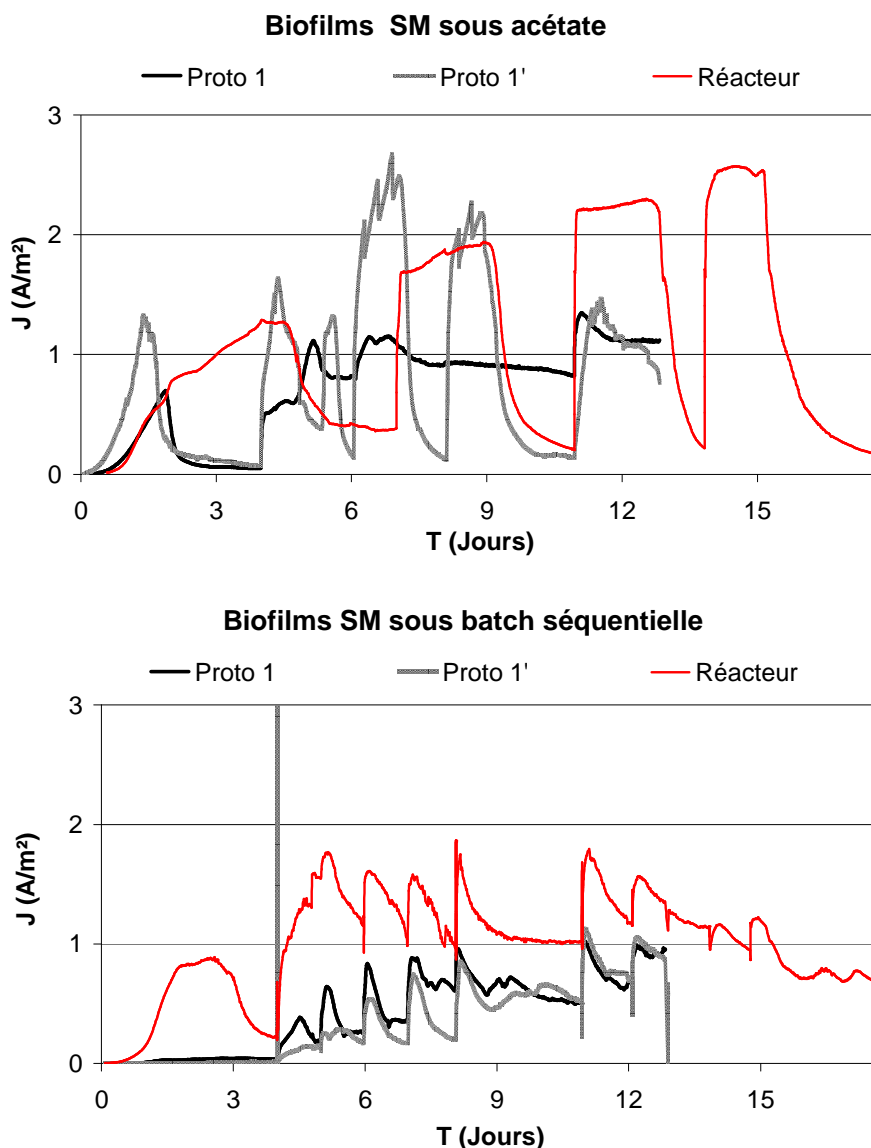 Biofilms SM sous acétate
Proto 1 Proto 1' Réacteur
3
2
1
0
J (A/m²)
0 3 6 9 12 15
T (Jours)
Biofilms SM sous batch séquentielle
Proto 1 Proto 1' Réacteur
3
2
1
0
J (A/m²)
0 3 6 9 12 15
T (Jours)